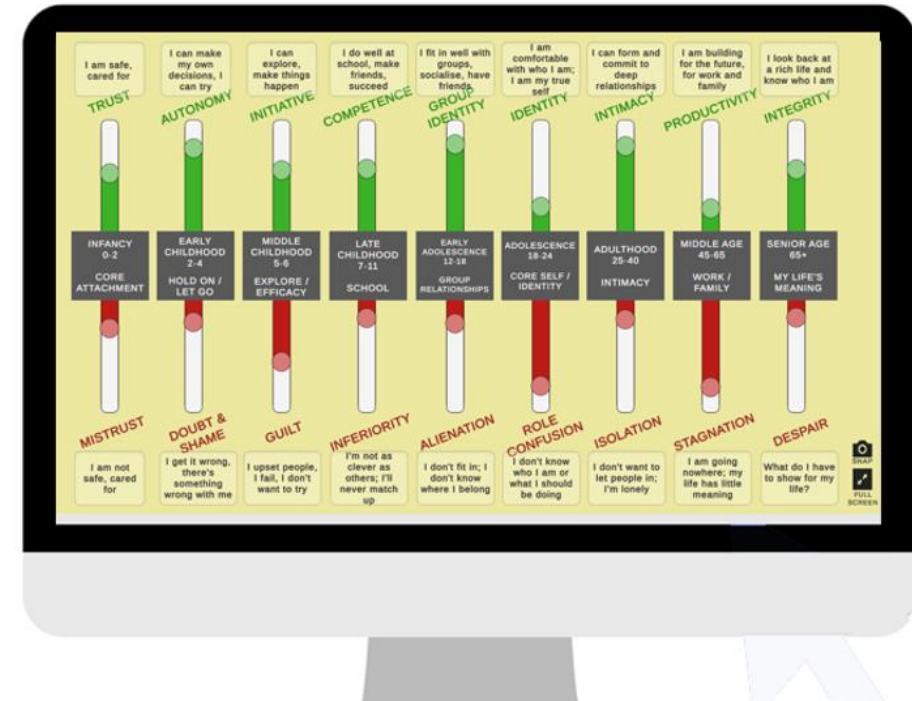 I am safe,
cared for
I can make
my own
decisions, I
can try
I can
explore,
make things
happen
I do well at
school, make
friends,
succeed
I fit in well with
groups,
socialise, have
friends
I am
comfortable
with who I am;
I am my true
self
I can form and
commit to
deep
relationships
I am building
for the future,
for work and
family
I look back at
a rich life and
know who I am
TRUST
AUTONOMY
INITIATIVE
COMPETENCE
GROUP
IDENTITY
IDENTITY
INTIMACY
PRODUCTIVITY
INTEGRITY
INFANCY
0-2
CORE
ATTACHMENT
EARLY
CHILDHOOD
2-4
HOLD ON /
LET GO
MIDDLE
CHILDHOOD
5-6
EXPLORE /
EFFICACY
LATE
CHILDHOOD
7-11
SCHOOL
EARLY
ADOLESCENCE
12-18
GROUP
RELATIONSHIPS
ADOLESCENCE
18-24
CORE SELF /
IDENTITY
ADULTHOOD
25-40
INTIMACY
MIDDLE AGE
45-65
WORK /
FAMILY
SENIOR AGE
65+
MY LIFE'S
MEANING
MISTRUST
DOUBT &
SHAME
GUILT
INFERIORITY
ALIENATION
ROLE
CONFUSION
ISOLATION
STAGNATION
DESPAIR
I am not
safe, cared
for
I get it wrong,
there's
something
wrong with me
I upset people,
I fail, I don't
want to try
I'm not as
clever as
others; I'll
never match
up
I don't fit in; I
don't know
where I belong
I don't know
who I am or
what I should
be doing
I don't want to
let people in;
I'm lonely
I am going
nowhere; my
life has little
meaning
What do I have
to show for my
life?
SNAP
FULL
SCREEN